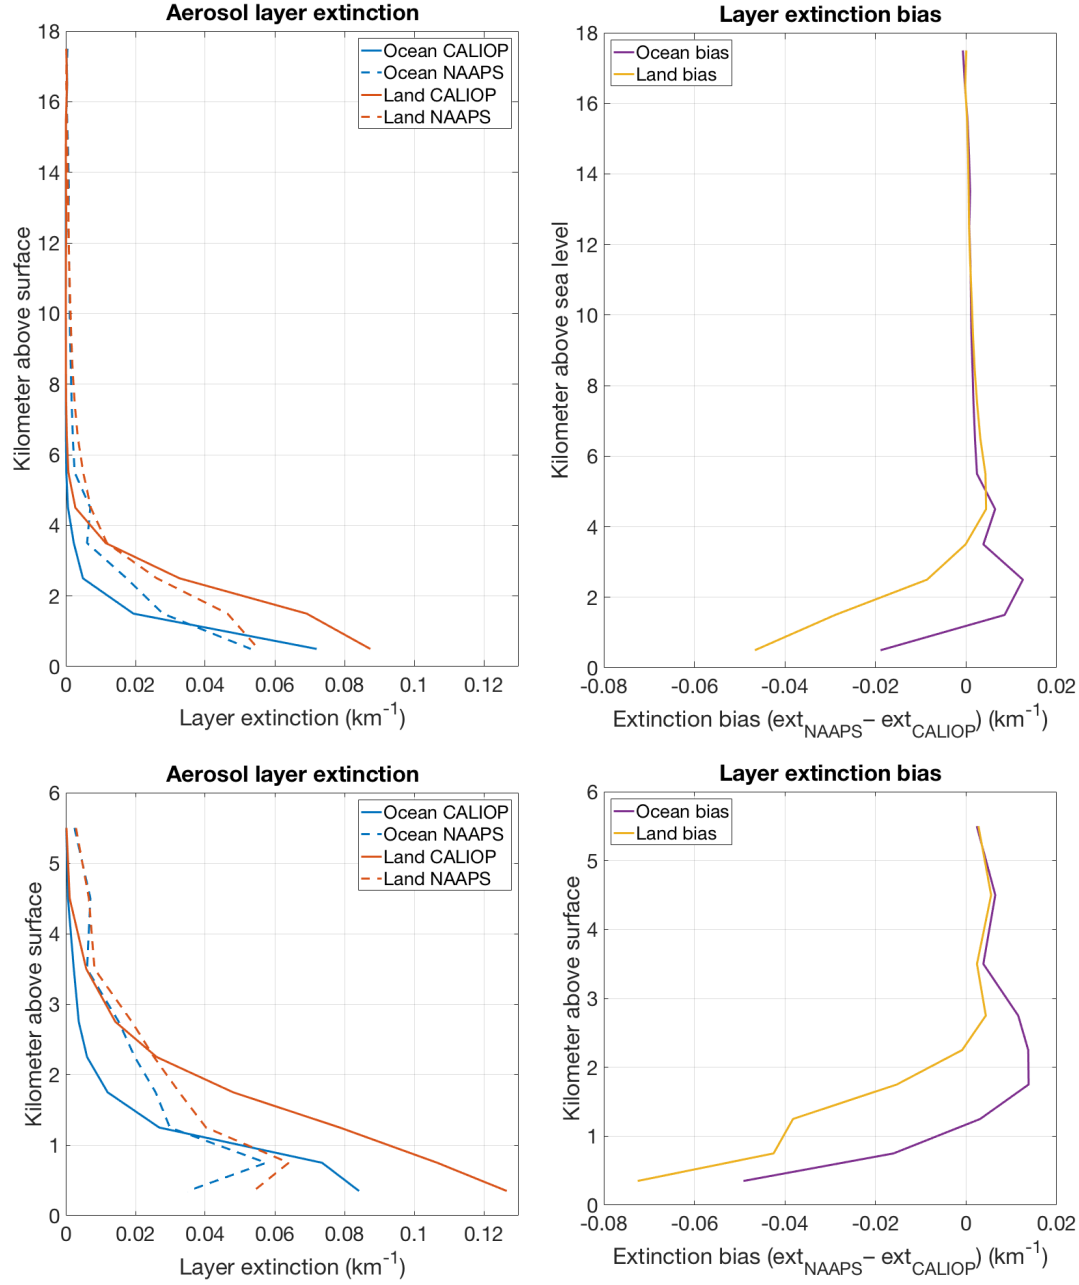 Aerosol layer extinction
18
16
14
12
10
8
6
4
2
0
Kilometer above surface
Ocean CALIOP
Ocean NAAPS
Land CALIOP
Land NAAPS
0 0.02 0.04 0.06 0.08 0.1 0.12
Layer extinction (km-1)
Layer extinction bias
18
16
14
12
10
8
6
4
2
0
Kilometer above sea level
Ocean bias
Land bias
-0.08 -0.06 -0.04 -0.02 0 0.02
Extinction bias (extNAAPS– extCALIOP) (km-1)
Aerosol layer extinction
6
5
4
3
2
1
0
Kilometer above surface
Ocean CALIOP
Ocean NAAPS
Land CALIOP
Land NAAPS
0 0.02 0.04 0.06 0.08 0.1 0.12
Layer extinction (km-1)
Layer extinction bias
6
5
4
3
2
1
0
Kilometer above surface
Ocean bias
Land bias
-0.08 -0.06 -0.04 -0.02 0 0.02
Extinction bias (extNAAPS– extCALIOP) (km-1)